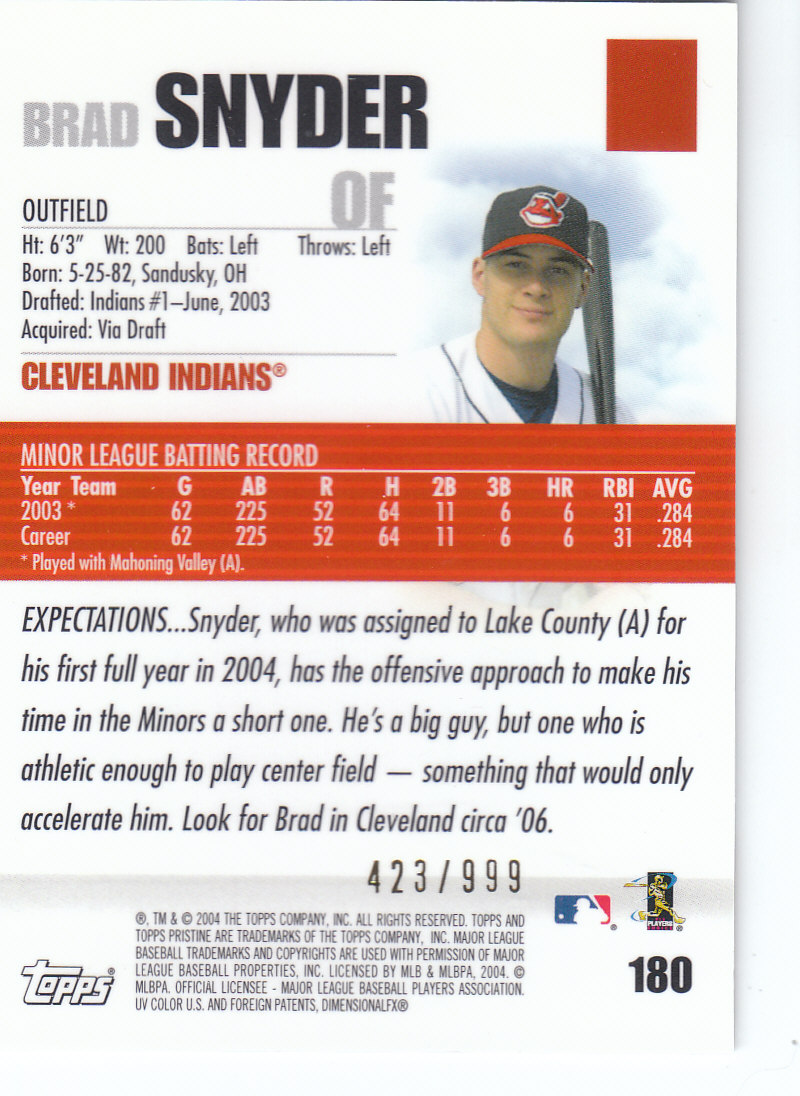 BRAD SNYDER
OF
OUTFIELD
Ht: 6'3" Wt: 200 Bats: Left Throws: Left
Born: 5-25-82, Sandusky, OH
Drafted: Indians #1–June, 2003
Acquired: Via Draft
CLEVELAND INDIANS®
MINOR LEAGUE BATTING RECORD
Year Team G AB R H 2B 3B HR RBI AVG
2003 * 62 225 52 64 11 6 6 31 .284
Career 62 225 52 64 11 6 6 31 .284
* Played with Mahoning Valley (A).
EXPECTATIONS...Snyder, who was assigned to Lake County (A) for
his first full year in 2004, has the offensive approach to make his
time in the Minors a short one. He's a big guy, but one who is
athletic enough to play center field — something that would only
accelerate him. Look for Brad in Cleveland circa '06.
423/999
®, TM & © 2004 THE TOPPS COMPANY, INC. ALL RIGHTS RESERVED. TOPPS AND
TOPPS PRISTINE ARE TRADEMARKS OF THE TOPPS COMPANY, INC. MAJOR LEAGUE
BASEBALL TRADEMARKS AND COPYRIGHTS ARE USED WITH PERMISSION OF MAJOR
LEAGUE BASEBALL PROPERTIES, INC. LICENSED BY MLB & MLBPA, 2004. ©
MLBPA. OFFICIAL LICENSEE - MAJOR LEAGUE BASEBALL PLAYERS ASSOCIATION.
UV COLOR U.S. AND FOREIGN PATENTS, DIMENSIONALFX®
topps®
®
PLAYERS
CHOICE ®
180